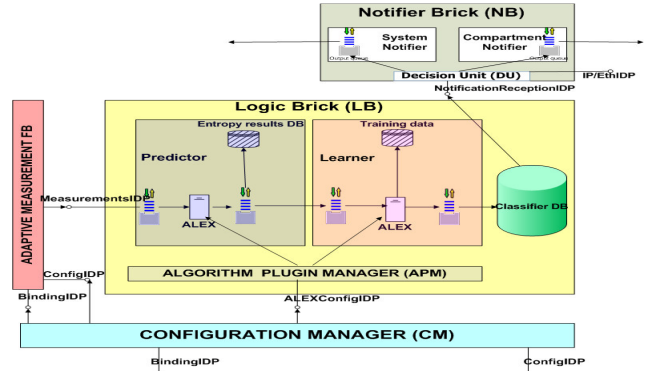 Notifier Brick (NB)
System
Notifier
Compartment
Notifier
Output queue
Output queue
Decision Unit (DU)
IP/EthIDP
NotificationReceptionIDP
Logic Brick (LB)
Entropy results DB
Training data
Predictor
Learner
ADAPTIVE MEASUREMENT FB
MeasurementsIDP
ALEX
ALEX
Classifier DB
ALGORITHM PLUGIN MANAGER (APM)
ConfigIDP
BindingIDP
ALEXConfigIDP
CONFIGURATION MANAGER (CM)
BindingIDP
ConfigIDP